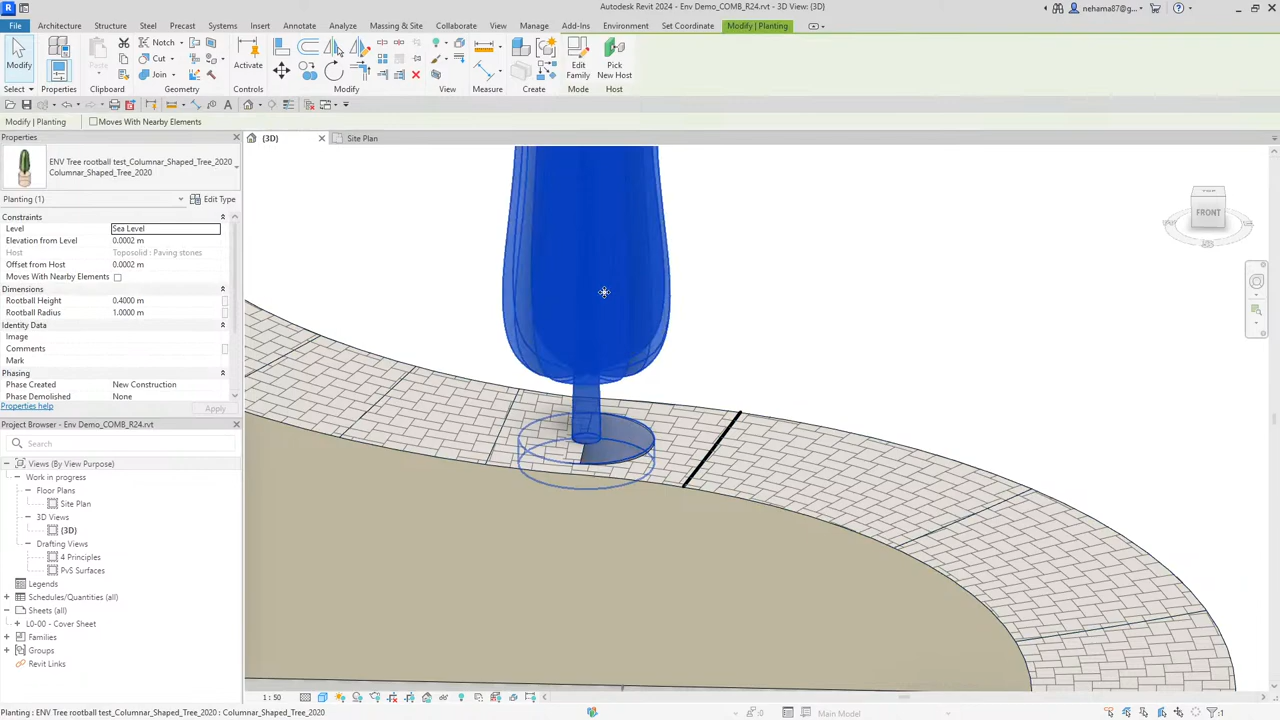 Autodesk Revit 2024 - Env Demo_COMB_R24.rvt - 3D View: {3D}
nehama87@g...
File Architecture Structure Steel Precast Systems Insert Annotate Analyze Massing & Site Collaborate View Manage Add-Ins Environment Set Coordinate Modify | Planting
Modify
Notch
Cut
Join
Activate
Edit
Family
Pick
New Host
Select Properties Clipboard Geometry Controls Modify View Measure Create Mode Host
Modify | Planting Moves With Nearby Elements
Properties
{3D}
Site Plan
ENV Tree rootball test_Columnar_Shaped_Tree_2020
Columnar_Shaped_Tree_2020
Planting (1)
Edit Type
Constraints
Level Sea Level
Elevation from Level 0.0002 m
Host Toposolid : Paving stones
Offset from Host 0.0002 m
Moves With Nearby Elements
Dimensions
Rootball Height 0.4000 m
Rootball Radius 1.0000 m
Identity Data
Image
Comments
Mark
Phasing
Phase Created New Construction
Phase Demolished None
Properties help
Apply
FRONT
Project Browser - Env Demo_COMB_R24.rvt
Search
Views (By View Purpose)
Work in progress
Floor Plans
Site Plan
3D Views
{3D}
Drafting Views
4 Principles
PvS Surfaces
Legends
Schedules/Quantities (all)
Sheets (all)
L0-00 - Cover Sheet
Families
Groups
Revit Links
1 : 50
Planting : ENV Tree rootball test_Columnar_Shaped_Tree_2020 : Columnar_Shaped_Tree_2020
:0
Main Model
:1